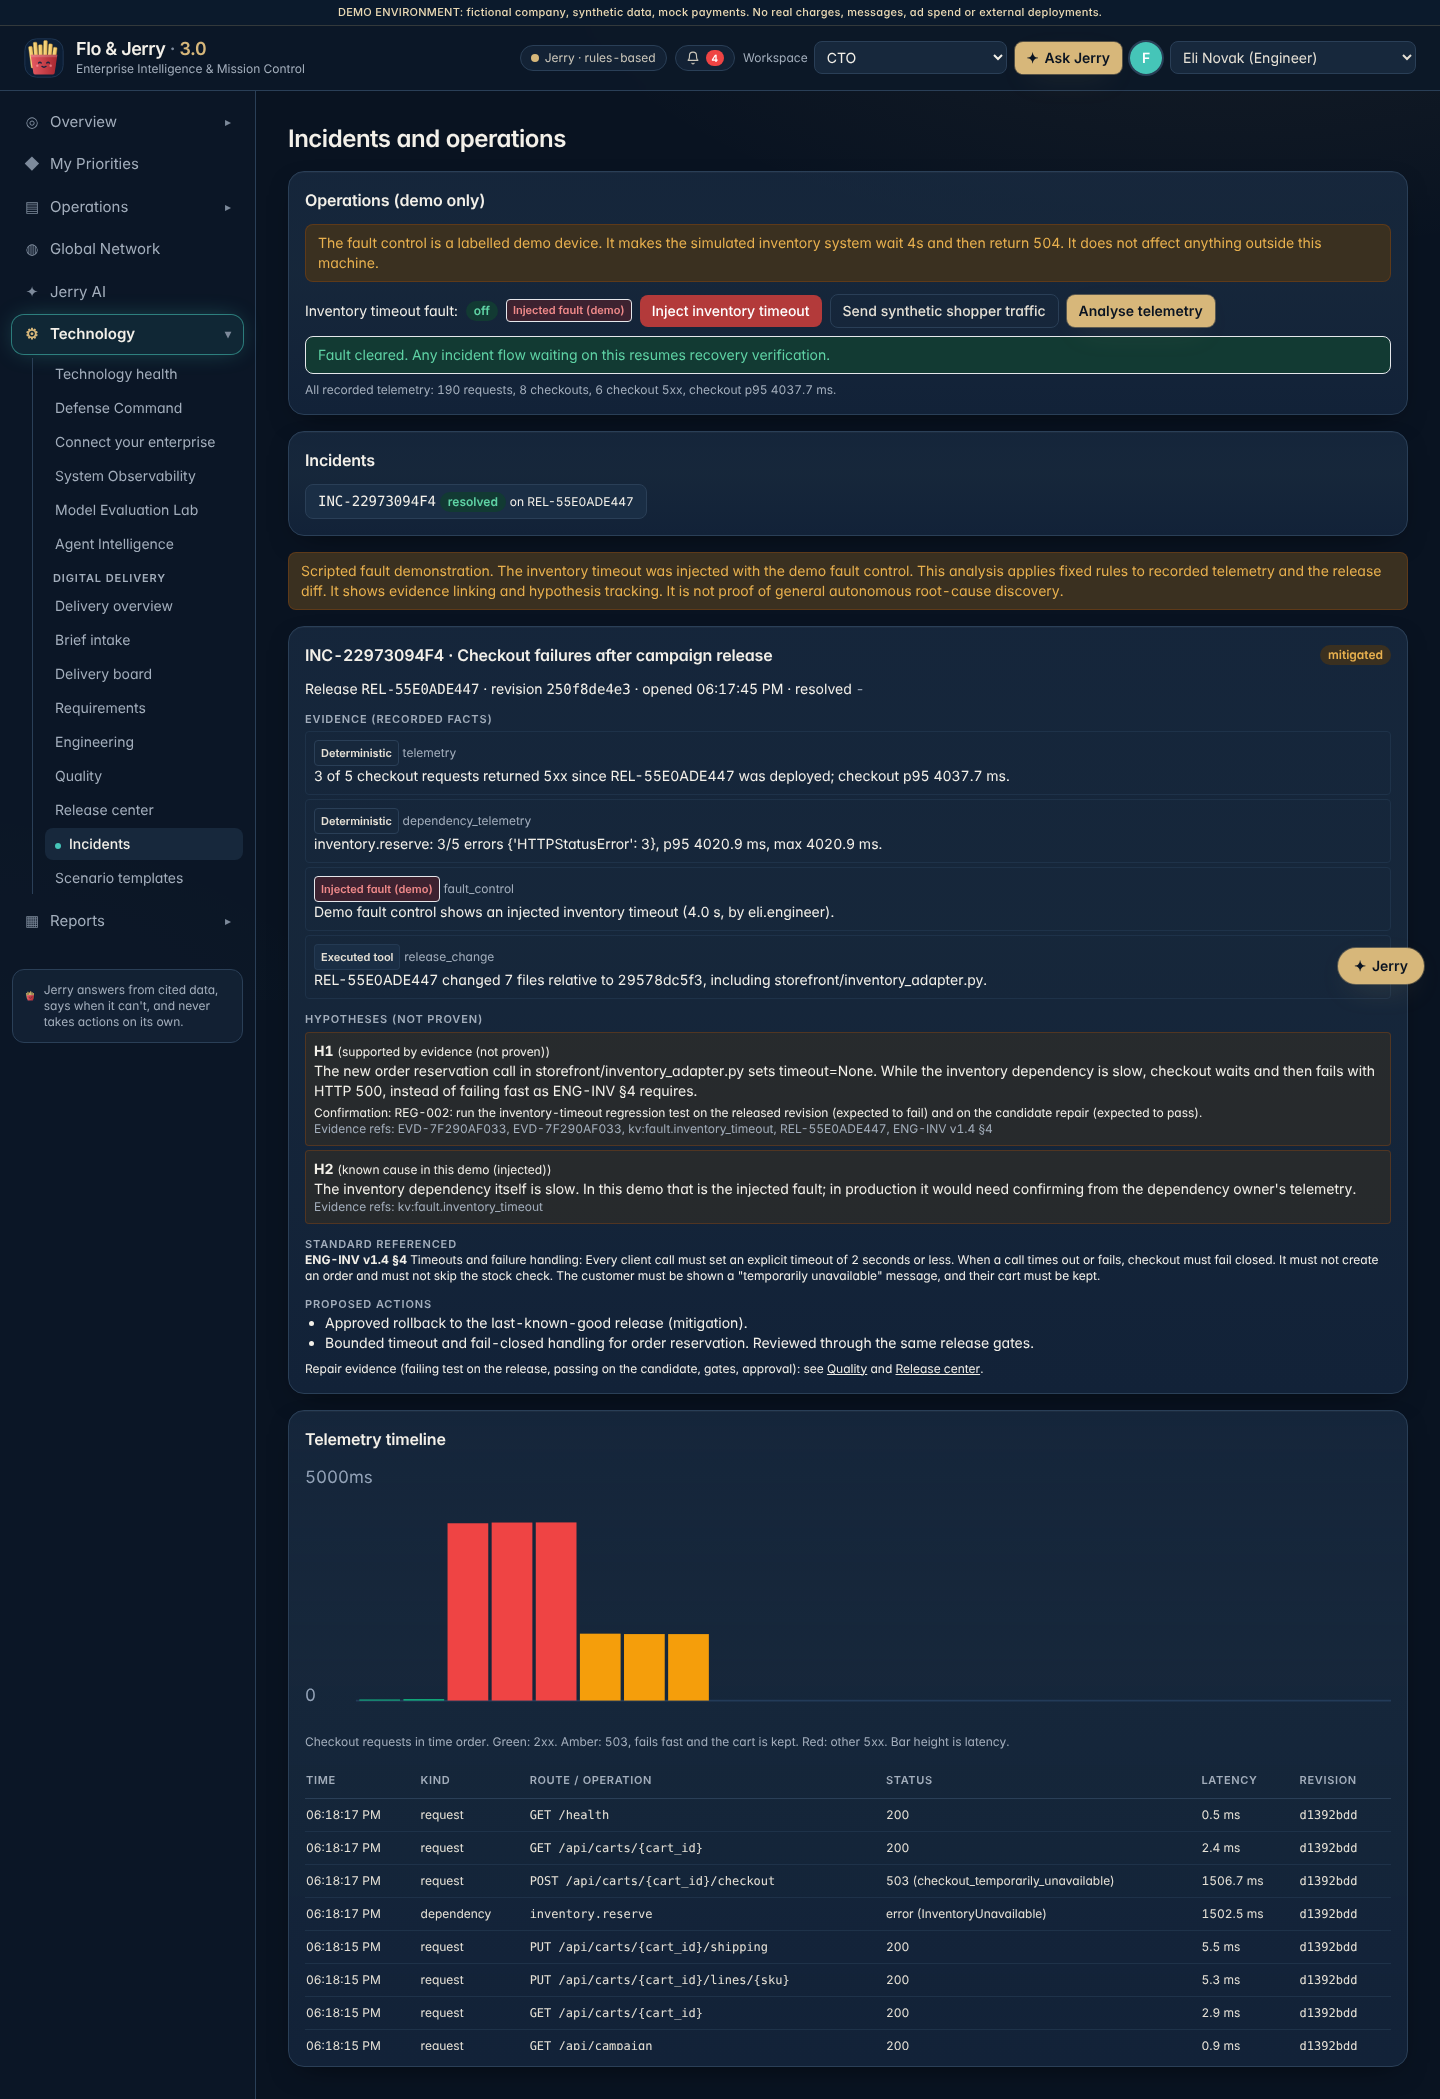 DEMO ENVIRONMENT: fictional company, synthetic data, mock payments. No real charges, messages, ad spend or external deployments.
Flo & Jerry · 3.0
Enterprise Intelligence & Mission Control
Jerry · rules-based
4
Workspace
CTO
✦ Ask Jerry
F
Eli Novak (Engineer)
Overview
My Priorities
Operations
Global Network
Jerry AI
Technology
Technology health
Defense Command
Connect your enterprise
System Observability
Model Evaluation Lab
Agent Intelligence
DIGITAL DELIVERY
Delivery overview
Brief intake
Delivery board
Requirements
Engineering
Quality
Release center
Incidents
Scenario templates
Reports
Jerry answers from cited data,
says when it can't, and never
takes actions on its own.
Incidents and operations
Operations (demo only)
The fault control is a labelled demo device. It makes the simulated inventory system wait 4s and then return 504. It does not affect anything outside this
machine.
Inventory timeout fault: off Injected fault (demo) Inject inventory timeout Send synthetic shopper traffic Analyse telemetry
Fault cleared. Any incident flow waiting on this resumes recovery verification.
All recorded telemetry: 190 requests, 8 checkouts, 6 checkout 5xx, checkout p95 4037.7 ms.
Incidents
INC-22973094F4 resolved on REL-55E0ADE447
Scripted fault demonstration. The inventory timeout was injected with the demo fault control. This analysis applies fixed rules to recorded telemetry and the release
diff. It shows evidence linking and hypothesis tracking. It is not proof of general autonomous root-cause discovery.
INC-22973094F4 · Checkout failures after campaign release
mitigated
Release REL-55E0ADE447 · revision 250f8de4e3 · opened 06:17:45 PM · resolved -
EVIDENCE (RECORDED FACTS)
Deterministic telemetry
3 of 5 checkout requests returned 5xx since REL-55E0ADE447 was deployed; checkout p95 4037.7 ms.
Deterministic dependency_telemetry
inventory.reserve: 3/5 errors {'HTTPStatusError': 3}, p95 4020.9 ms, max 4020.9 ms.
Injected fault (demo) fault_control
Demo fault control shows an injected inventory timeout (4.0 s, by eli.engineer).
Executed tool release_change
REL-55E0ADE447 changed 7 files relative to 29578dc5f3, including storefront/inventory_adapter.py.
✦ Jerry
HYPOTHESES (NOT PROVEN)
H1 (supported by evidence (not proven))
The new order reservation call in storefront/inventory_adapter.py sets timeout=None. While the inventory dependency is slow, checkout waits and then fails with
HTTP 500, instead of failing fast as ENG-INV §4 requires.
Confirmation: REG-002: run the inventory-timeout regression test on the released revision (expected to fail) and on the candidate repair (expected to pass).
Evidence refs: EVD-7F290AF033, EVD-7F290AF033, kv:fault.inventory_timeout, REL-55E0ADE447, ENG-INV v1.4 §4
H2 (known cause in this demo (injected))
The inventory dependency itself is slow. In this demo that is the injected fault; in production it would need confirming from the dependency owner's telemetry.
Evidence refs: kv:fault.inventory_timeout
STANDARD REFERENCED
ENG-INV v1.4 §4 Timeouts and failure handling: Every client call must set an explicit timeout of 2 seconds or less. When a call times out or fails, checkout must fail closed. It must not create
an order and must not skip the stock check. The customer must be shown a "temporarily unavailable" message, and their cart must be kept.
PROPOSED ACTIONS
• Approved rollback to the last-known-good release (mitigation).
• Bounded timeout and fail-closed handling for order reservation. Reviewed through the same release gates.
Repair evidence (failing test on the release, passing on the candidate, gates, approval): see Quality and Release center.
Telemetry timeline
5000ms
0
Checkout requests in time order. Green: 2xx. Amber: 503, fails fast and the cart is kept. Red: other 5xx. Bar height is latency.
TIME KIND ROUTE / OPERATION STATUS LATENCY REVISION
06:18:17 PM request GET /health 200 0.5 ms d1392bdd
06:18:17 PM request GET /api/carts/{cart_id} 200 2.4 ms d1392bdd
06:18:17 PM request POST /api/carts/{cart_id}/checkout 503 (checkout_temporarily_unavailable) 1506.7 ms d1392bdd
06:18:17 PM dependency inventory.reserve error (InventoryUnavailable) 1502.5 ms d1392bdd
06:18:15 PM request PUT /api/carts/{cart_id}/shipping 200 5.5 ms d1392bdd
06:18:15 PM request PUT /api/carts/{cart_id}/lines/{sku} 200 5.3 ms d1392bdd
06:18:15 PM request GET /api/carts/{cart_id} 200 2.9 ms d1392bdd
06:18:15 PM request GET /api/campaign 200 0.9 ms d1392bdd